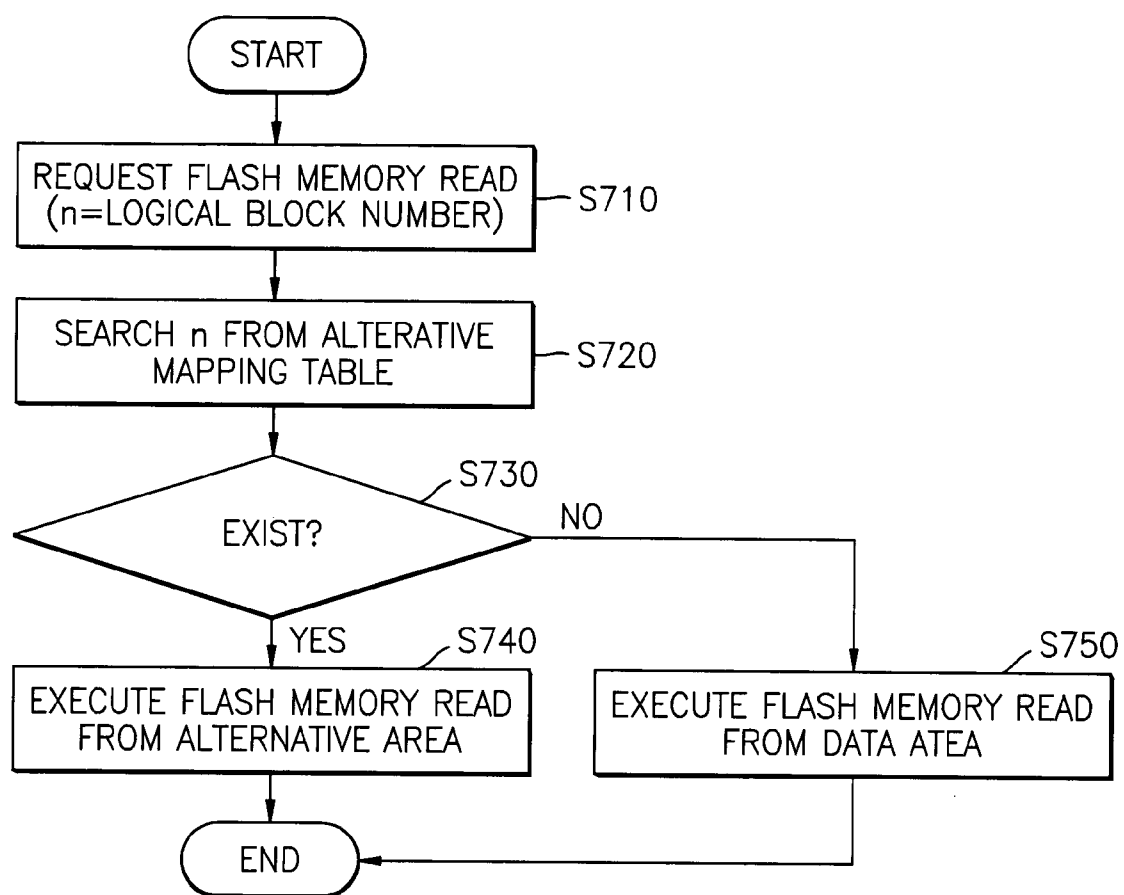 START
REQUEST FLASH MEMORY READ
(n=LOGICAL BLOCK NUMBER)
S710
SEARCH n FROM ALTERATIVE
MAPPING TABLE
S720
S730
EXIST?
NO
YES
S740
EXECUTE FLASH MEMORY READ
FROM ALTERNATIVE AREA
S750
EXECUTE FLASH MEMORY READ
FROM DATA ATEA
END